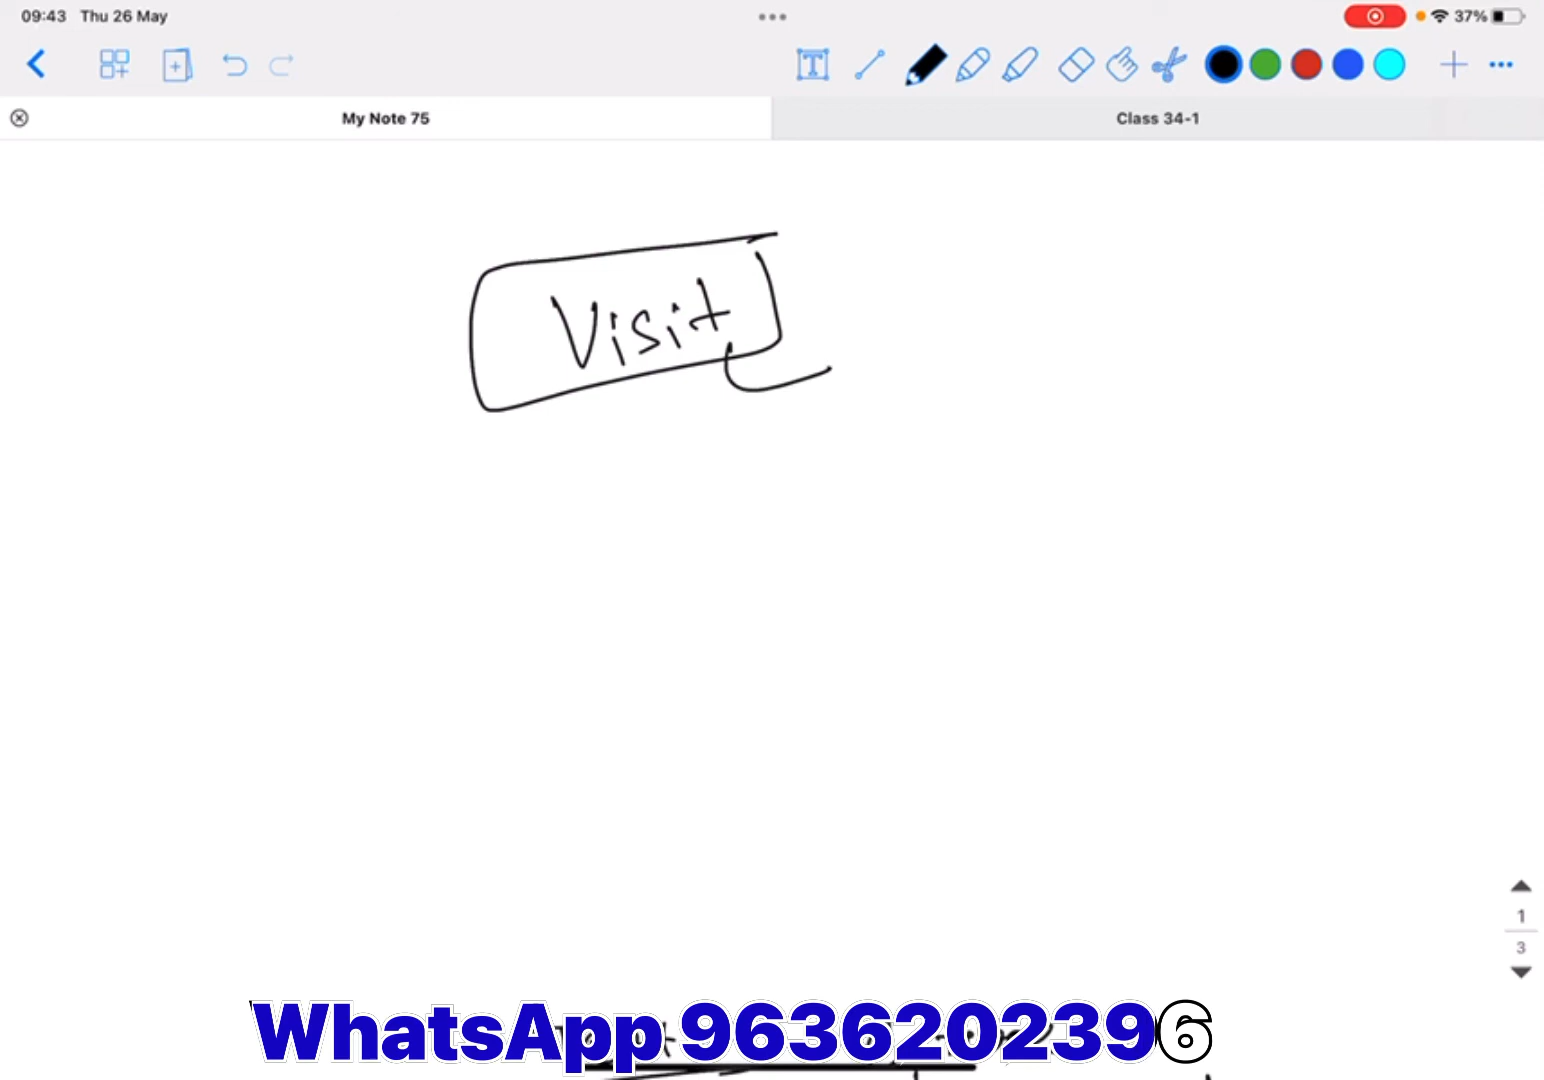 09:43 Thu 26 May
37%
My Note 75
Class 34-1
Visit
1
3
WhatsApp 9636202396